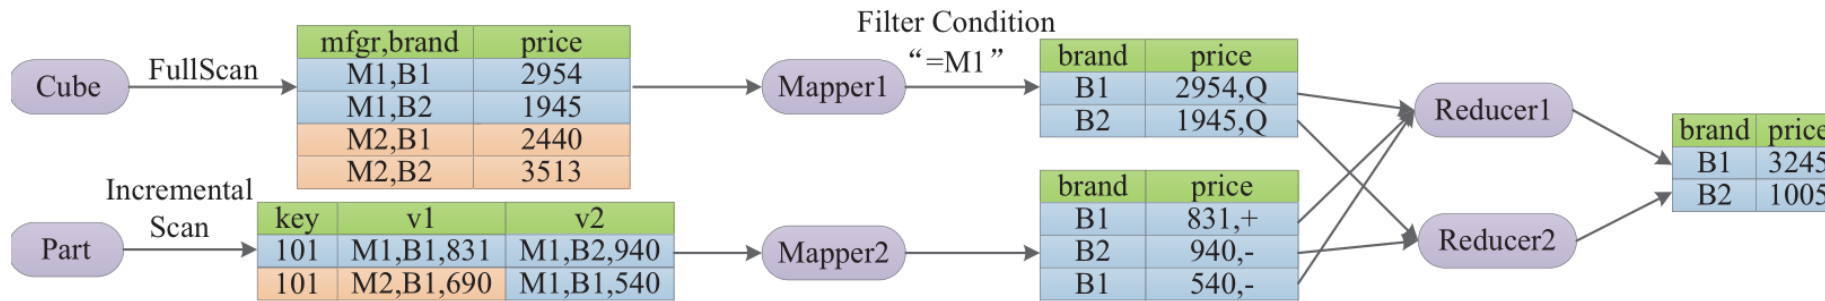 Filter Condition
"=M1"
Cube
FullScan
mfgr,brand price
M1,B1 2954
M1,B2 1945
M2,B1 2440
M2,B2 3513
Mapper1
brand price
B1 2954,Q
B2 1945,Q
Reducer1
brand price
B1 3245
B2 1005
Part
Incremental
Scan
key v1 v2
101 M1,B1,831 M1,B2,940
101 M2,B1,690 M1,B1,540
Mapper2
brand price
B1 831,+
B2 940,-
B1 540,-
Reducer2